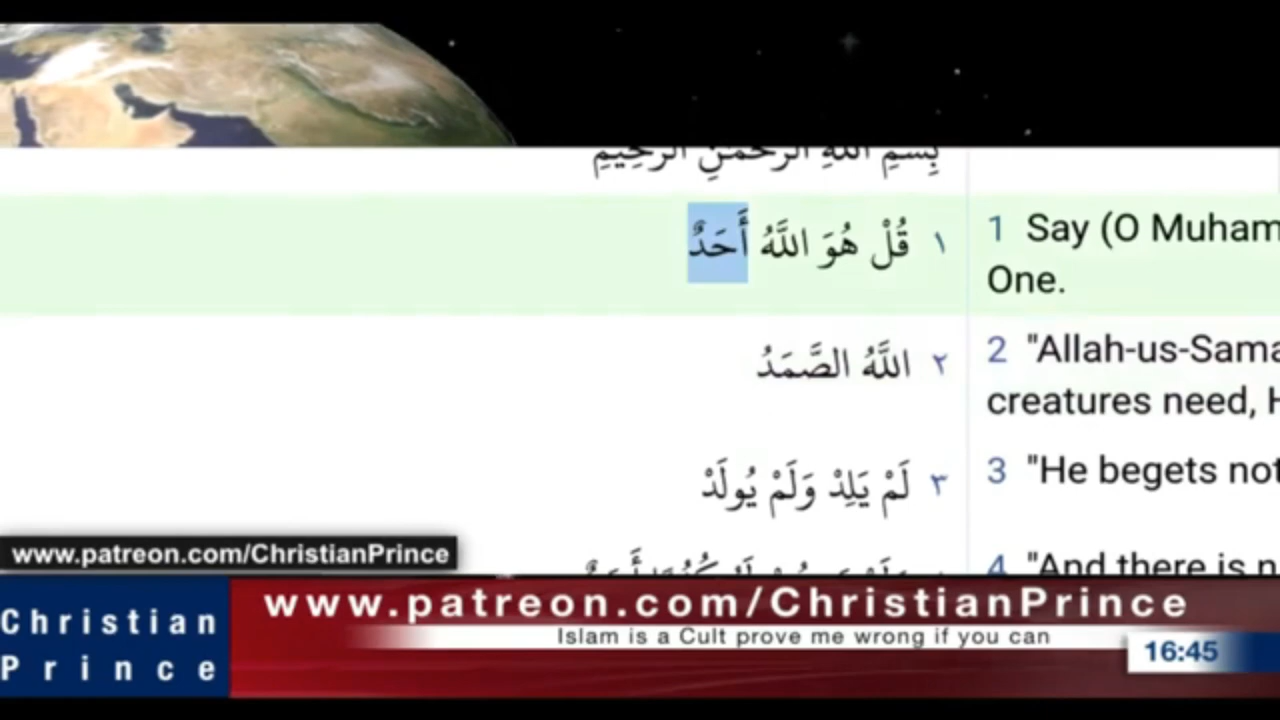 بِسْمِ اللَّهِ الرَّحْمَٰنِ الرَّحِيمِ
١ قُلْ هُوَ اللَّهُ أَحَدٌ
1 Say (O Muham
One.
٢ اللَّهُ الصَّمَدُ
2 "Allah-us-Sama
creatures need, H
٣ لَمْ يَلِدْ وَلَمْ يُولَدْ
3 "He begets not
4 "And there is n
www.patreon.com/ChristianPrince
Christian
Prince
www.patreon.com/ChristianPrince
Islam is a Cult prove me wrong if you can
16:45